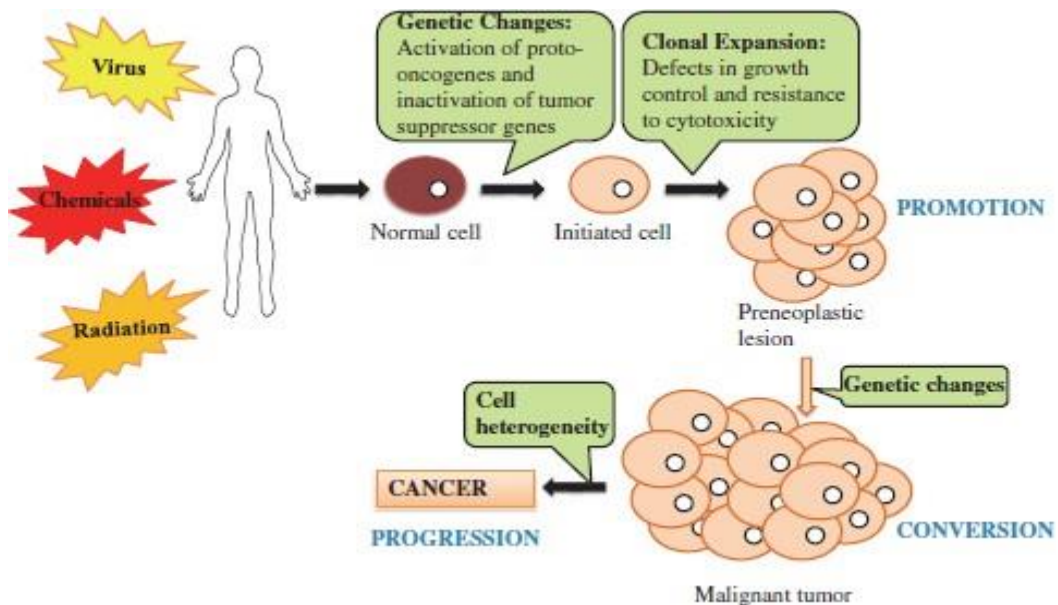 Virus
Chemicals
Radiation
Genetic Changes:
Activation of proto-
oncogenes and
inactivation of tumor
suppressor genes
Clonal Expansion:
Defects in growth
control and resistance
to cytotoxicity
Normal cell
Initiated cell
PROMOTION
Preneoplastic
lesion
Genetic changes
Cell
heterogeneity
CANCER
PROGRESSION
CONVERSION
Malignant tumor